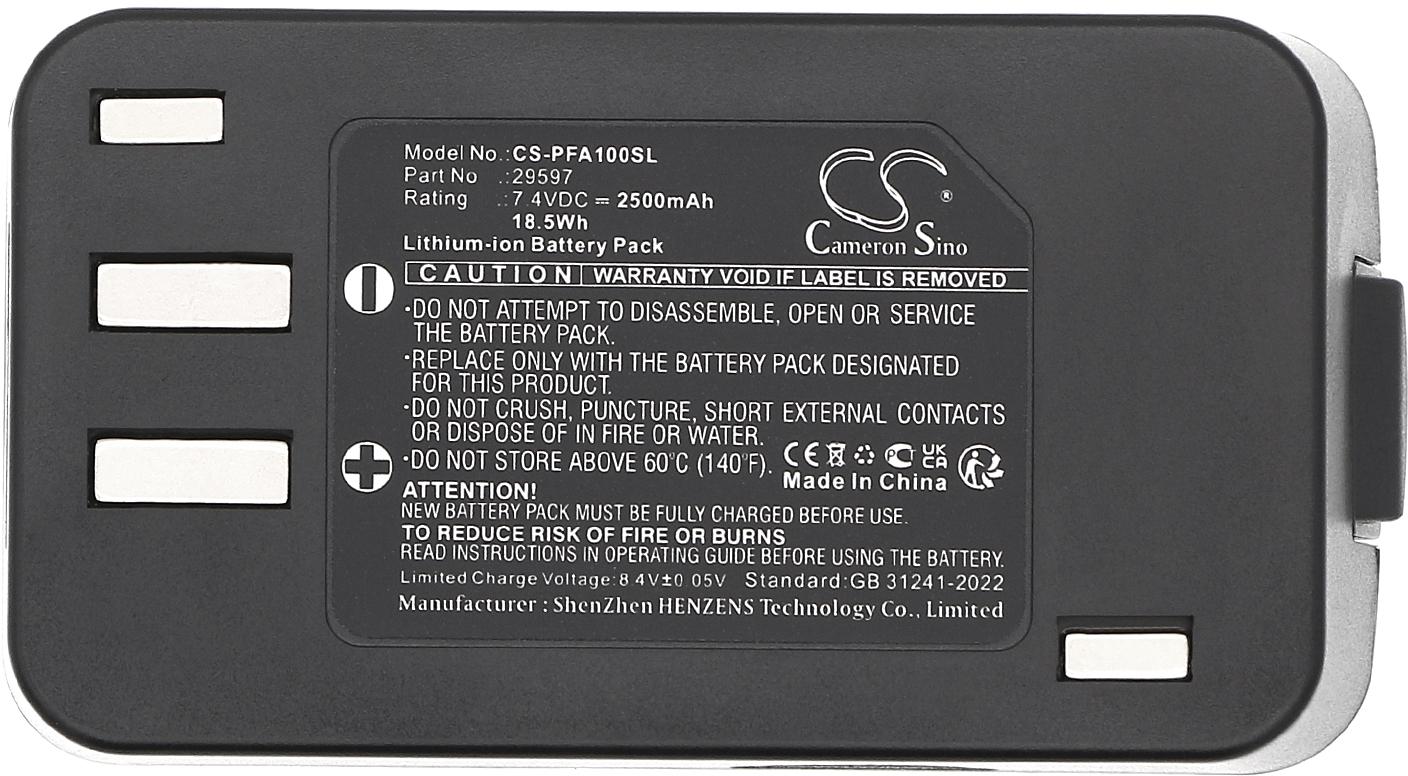 Model No.:CS-PFA100SL
Part No .:29597
Rating .:7.4VDC ⎓ 2500mAh
18.5Wh
Lithium-ion Battery Pack
CS ®
Cameron Sino
CAUTION WARRANTY VOID IF LABEL IS REMOVED
·DO NOT ATTEMPT TO DISASSEMBLE, OPEN OR SERVICE
THE BATTERY PACK.
·REPLACE ONLY WITH THE BATTERY PACK DESIGNATED
FOR THIS PRODUCT.
·DO NOT CRUSH, PUNCTURE, SHORT EXTERNAL CONTACTS
OR DISPOSE OF IN FIRE OR WATER.
·DO NOT STORE ABOVE 60°C (140°F).
CE UK CA
Made In China
ATTENTION!
NEW BATTERY PACK MUST BE FULLY CHARGED BEFORE USE.
TO REDUCE RISK OF FIRE OR BURNS
READ INSTRUCTIONS IN OPERATING GUIDE BEFORE USING THE BATTERY.
Limited Charge Voltage:8.4V±0.05V Standard:GB 31241-2022
Manufacturer : ShenZhen HENZENS Technology Co., Limited